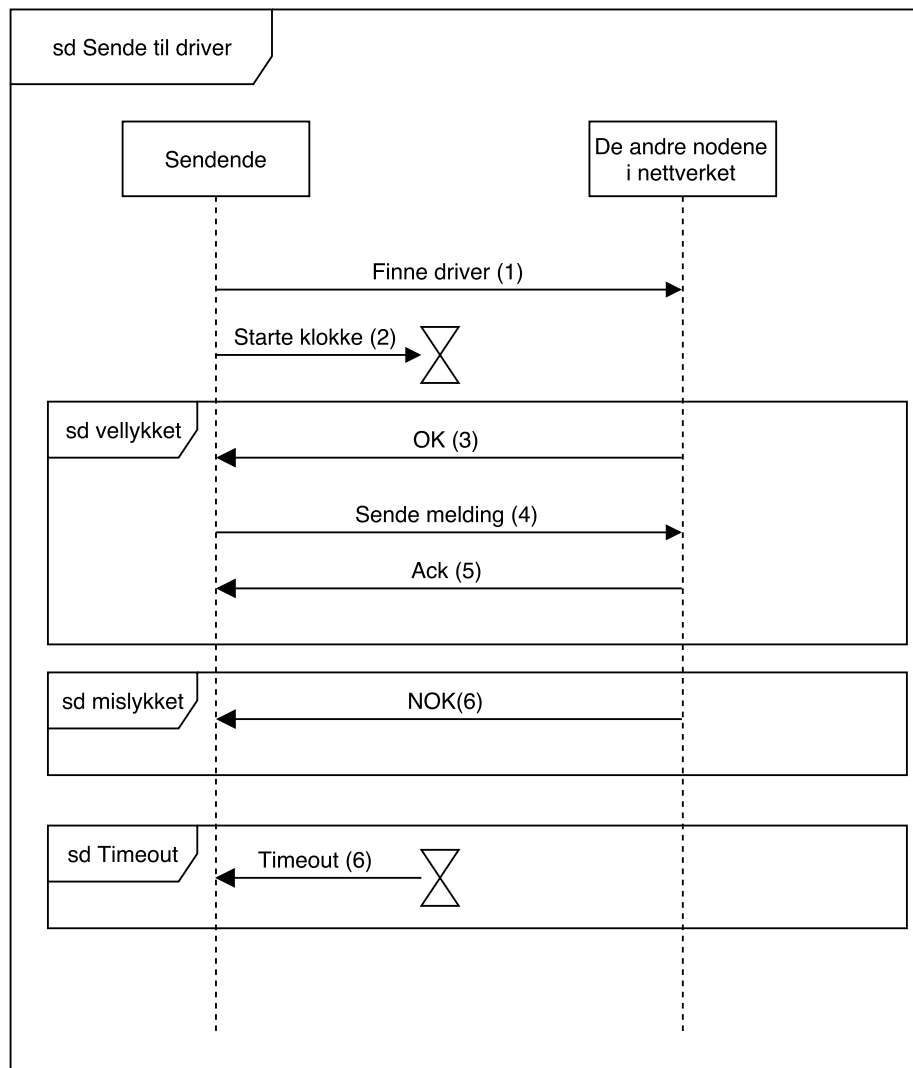 sd Sende til driver
Sendende
De andre nodene
i nettverket
Finne driver (1)
Starte klokke (2)
sd vellykket
OK (3)
Sende melding (4)
Ack (5)
sd mislykket
NOK(6)
sd Timeout
Timeout (6)